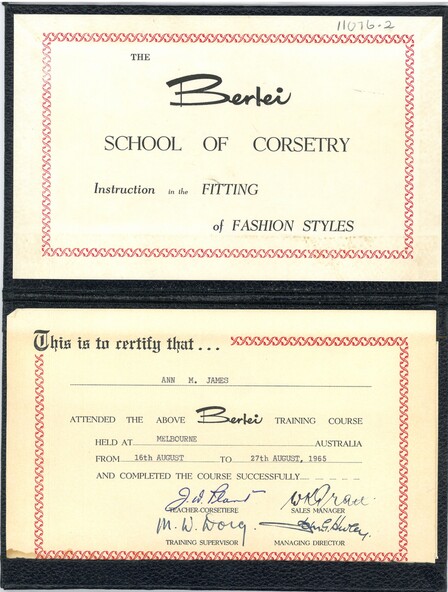 11076-2
THE
Berlei
SCHOOL OF CORSETRY
Instruction in the FITTING
of FASHION STYLES
This is to certify that ...
ANN M. JAMES
ATTENDED THE ABOVE Berlei TRAINING COURSE
HELD AT MELBOURNE AUSTRALIA
FROM 16th AUGUST TO 27th AUGUST, 1965
AND COMPLETED THE COURSE SUCCESSFULLY
TEACHER-CORSETIERE SALES MANAGER
M. W. Doig
TRAINING SUPERVISOR MANAGING DIRECTOR